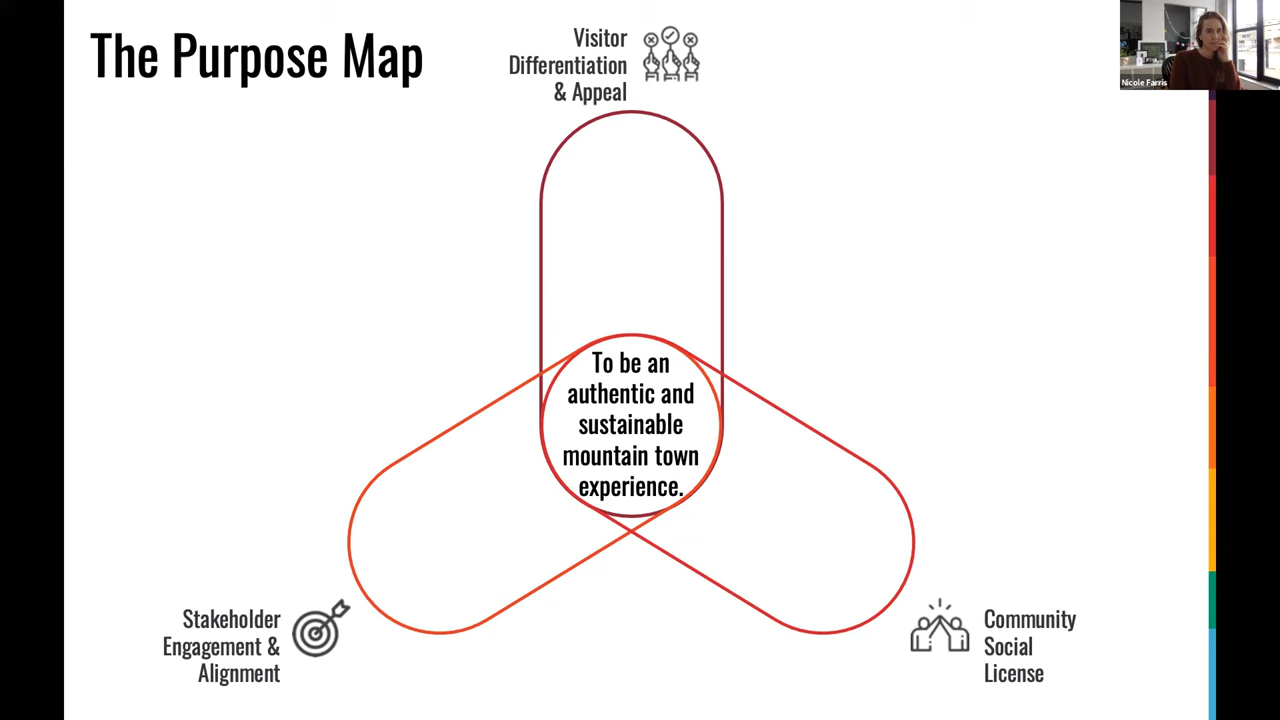 The Purpose Map
Visitor
Differentiation
& Appeal
Nicole Farris
To be an
authentic and
sustainable
mountain town
experience.
Stakeholder
Engagement &
Alignment
Community
Social
License